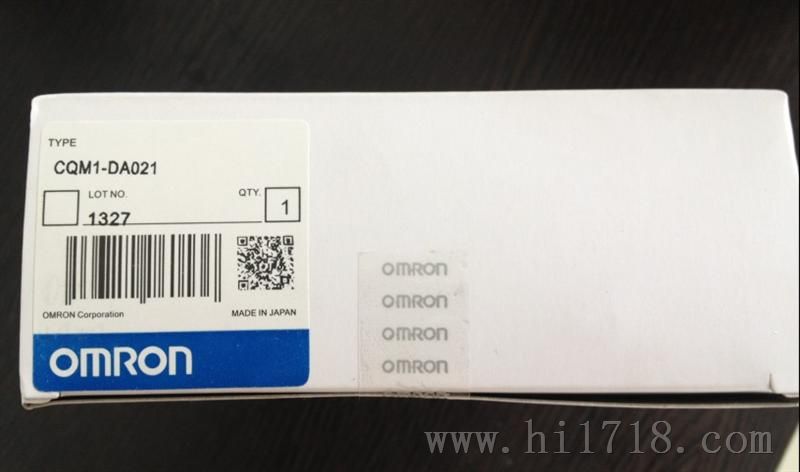 TYPE
CQM1-DA021
LOT NO. QTY.
1327 1
OMRON Corporation MADE IN JAPAN
OMRON
OMRON
OMRON
OMRON
OMRON
www.hi1718.com